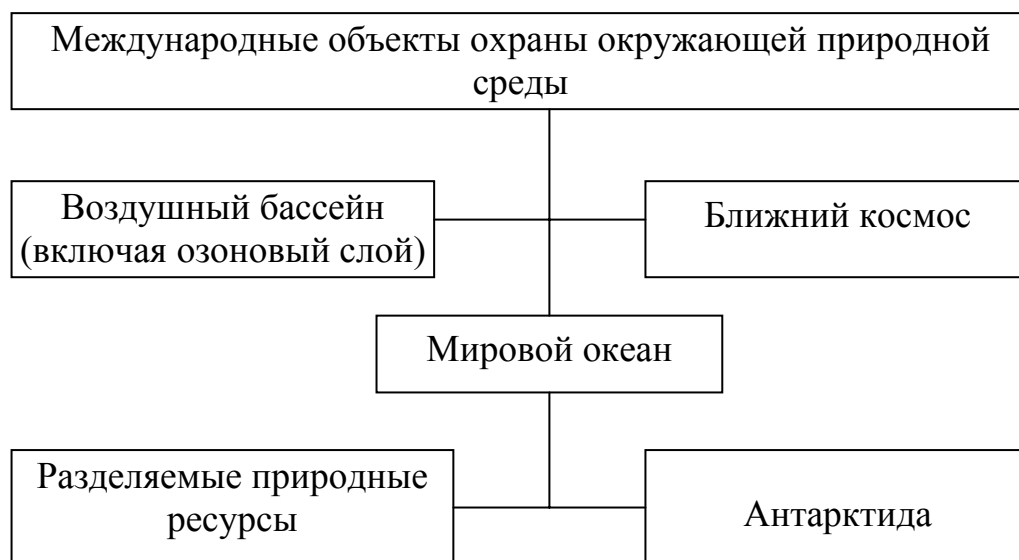 Международные объекты охраны окружающей природной
среды
Воздушный бассейн
(включая озоновый слой)
Ближний космос
Мировой океан
Разделяемые природные
ресурсы
Антарктида